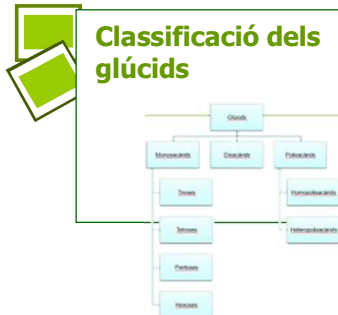 Classificació dels
glúcids
Glúcids
Monosacàrids
Disacàrids
Polisacàrids
Trioses
Homopolisacàrids
Tetroses
Heteropolisacàrids
Pentoses
Hexoses